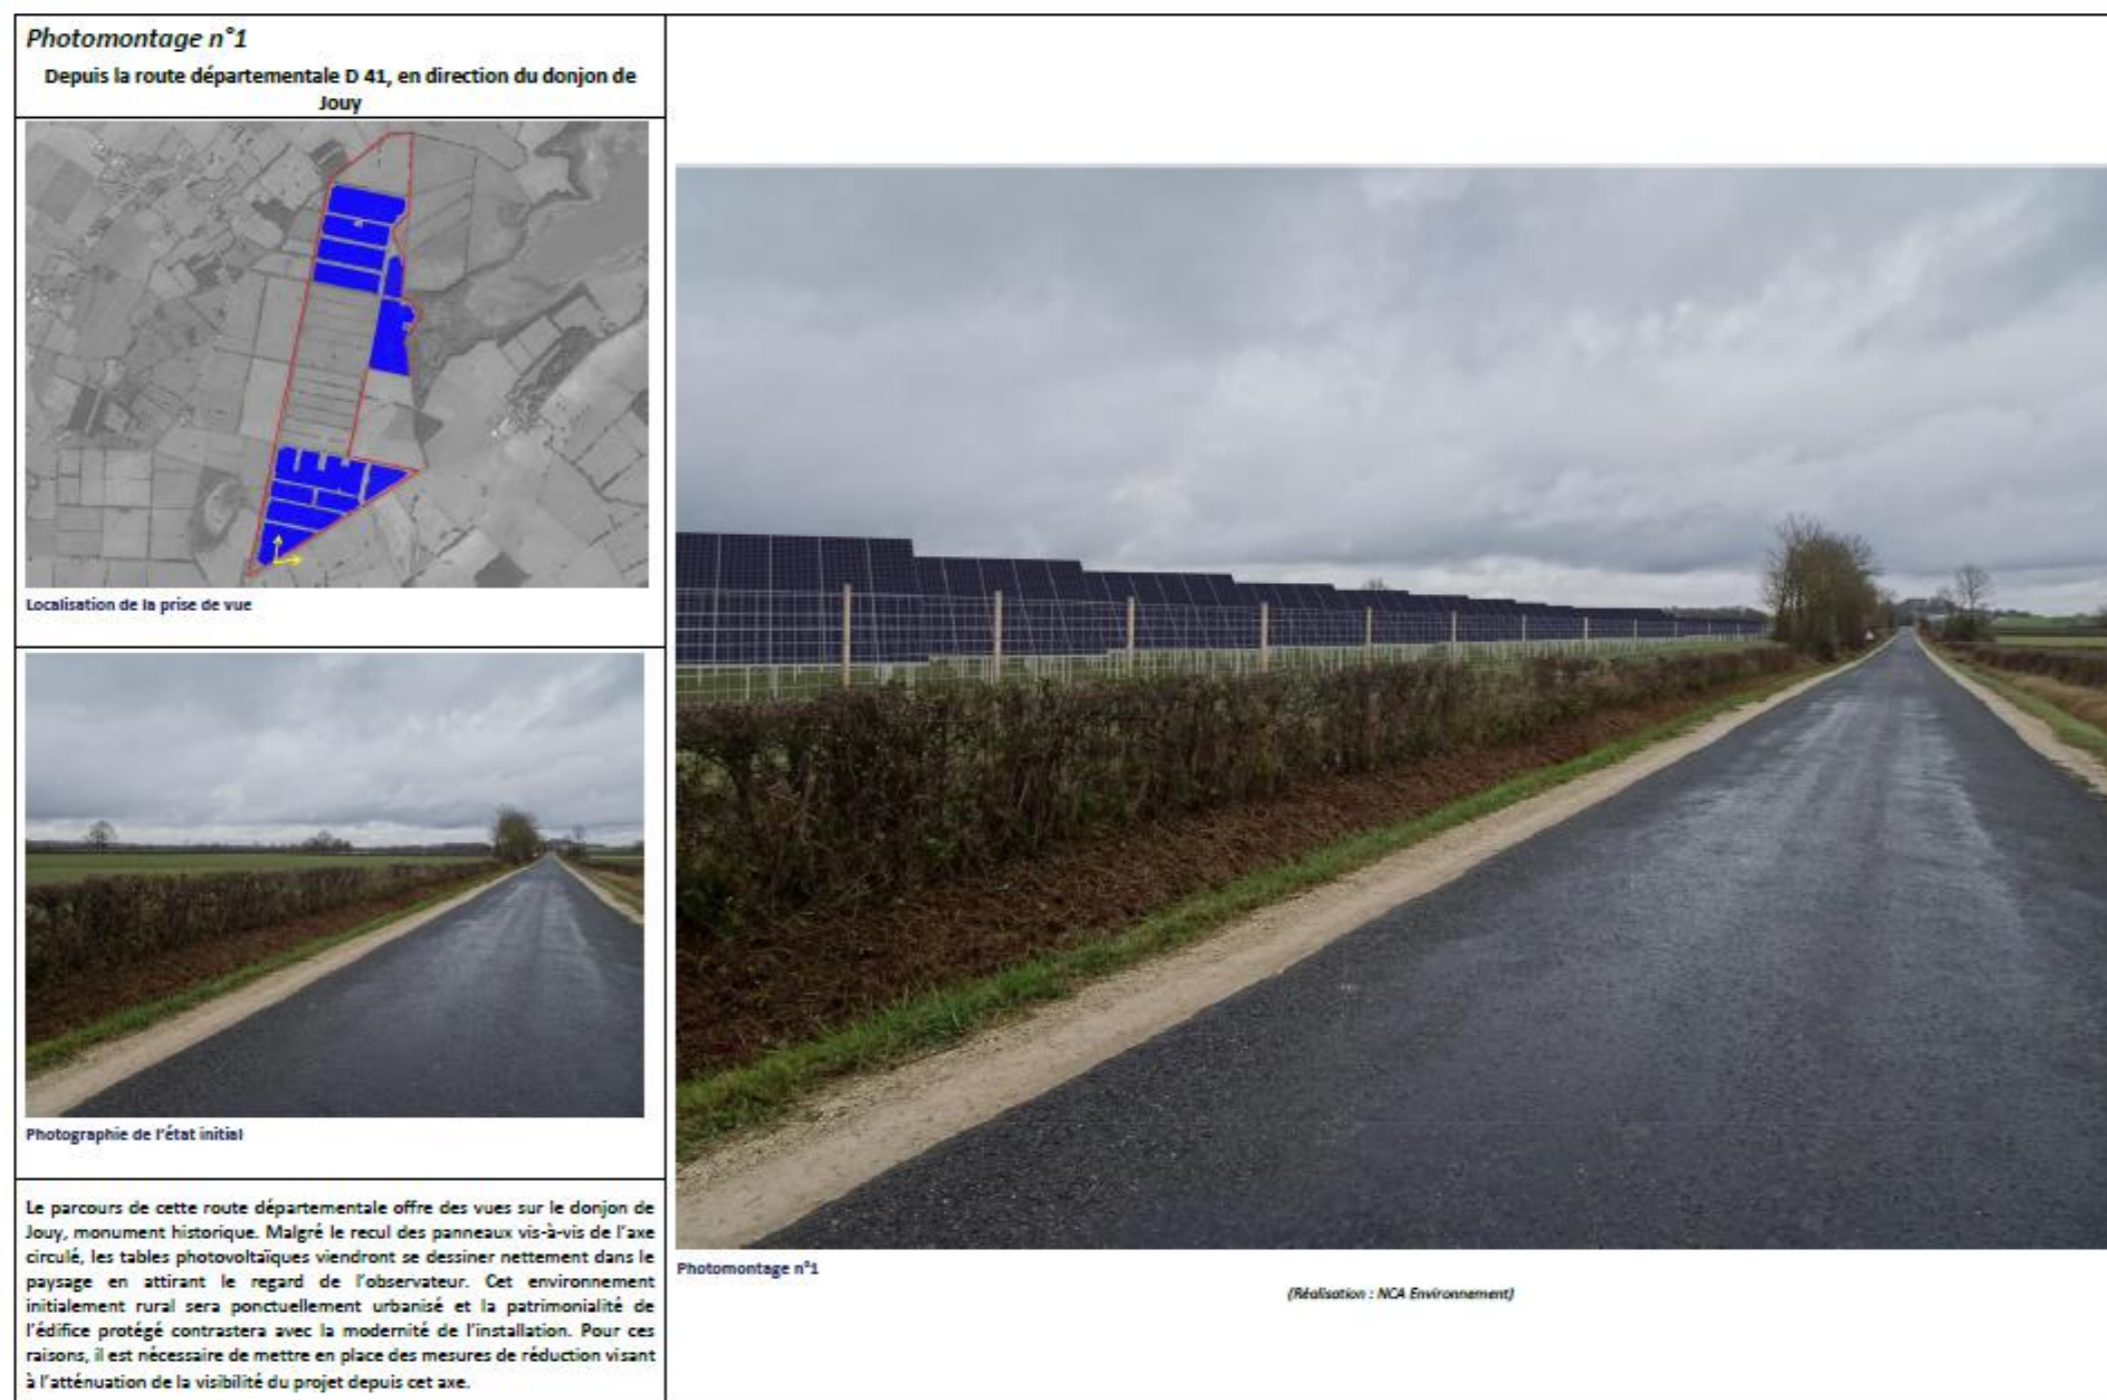 Photomontage n°1
Depuis la route départementale D 41, en direction du donjon de
Jouy
Localisation de la prise de vue
Photographie de l'état initial
Le parcours de cette route départementale offre des vues sur le donjon de
Jouy, monument historique. Malgré le recul des panneaux vis-à-vis de l'axe
circulé, les tables photovoltaïques viendront se dessiner nettement dans le
paysage en attirant le regard de l'observateur. Cet environnement
initialement rural sera ponctuellement urbanisé et la patrimonialité de
l'édifice protégé contrastera avec la modernité de l'installation. Pour ces
raisons, il est nécessaire de mettre en place des mesures de réduction visant
à l'atténuation de la visibilité du projet depuis cet axe.
Photomontage n°1
(Réalisation : NCA Environnement)